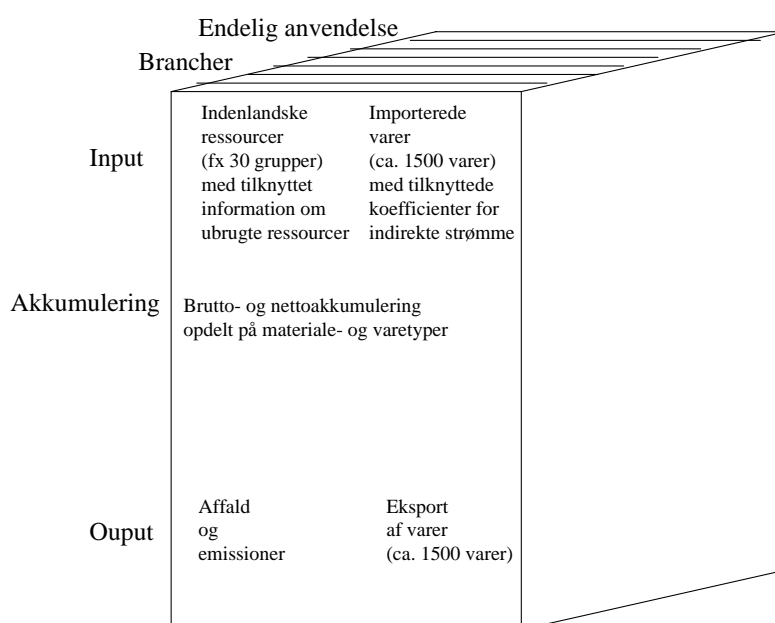 Endelig anvendelse
Brancher
Input
Indenlandske
ressourcer
(fx 30 grupper)
med tilknyttet
information om
ubrugte ressourcer
Importerede
varer
(ca. 1500 varer)
med tilknyttede
koefficienter for
indirekte strømme
Akkumulering
Brutto- og nettoakkumulering
opdelt på materiale- og varetyper
Ouput
Affald
og
emissioner
Eksport
af varer
(ca. 1500 varer)